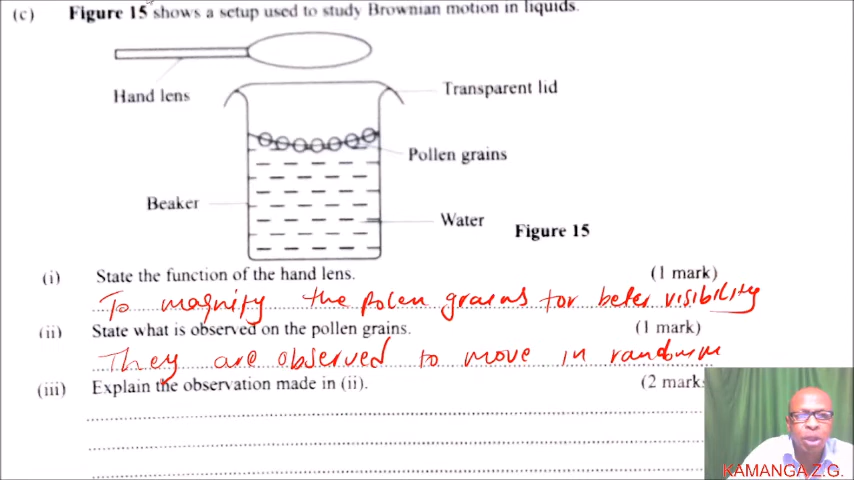 (c) Figure 15 shows a setup used to study Brownian motion in liquids.
Hand lens
Transparent lid
Pollen grains
Beaker
Water
Figure 15
(i) State the function of the hand lens. (1 mark)
To magnify the polen grains for beter visibility
(ii) State what is observed on the pollen grains. (1 mark)
They are observed to move in random
(iii) Explain the observation made in (ii). (2 mark
KAMANGA Z.G.